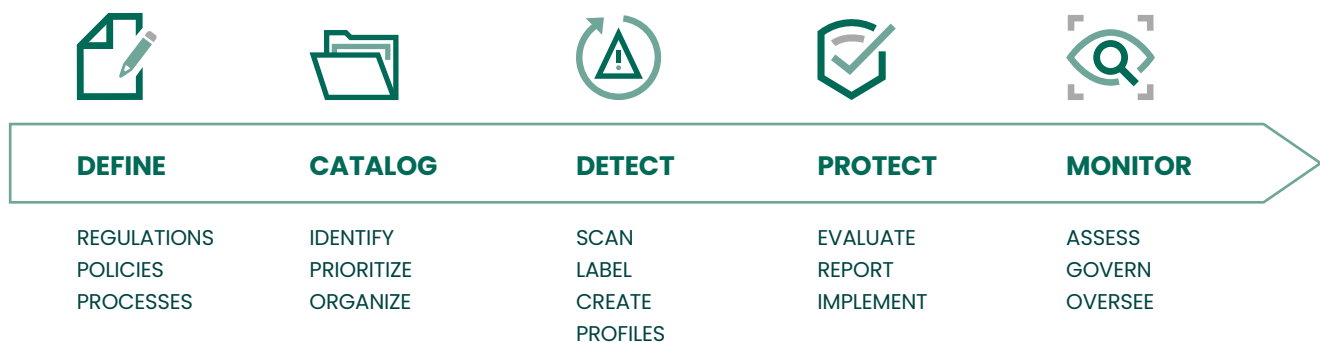 DEFINE
CATALOG
DETECT
PROTECT
MONITOR
REGULATIONS
POLICIES
PROCESSES
IDENTIFY
PRIORITIZE
ORGANIZE
SCAN
LABEL
CREATE
PROFILES
EVALUATE
REPORT
IMPLEMENT
ASSESS
GOVERN
OVERSEE